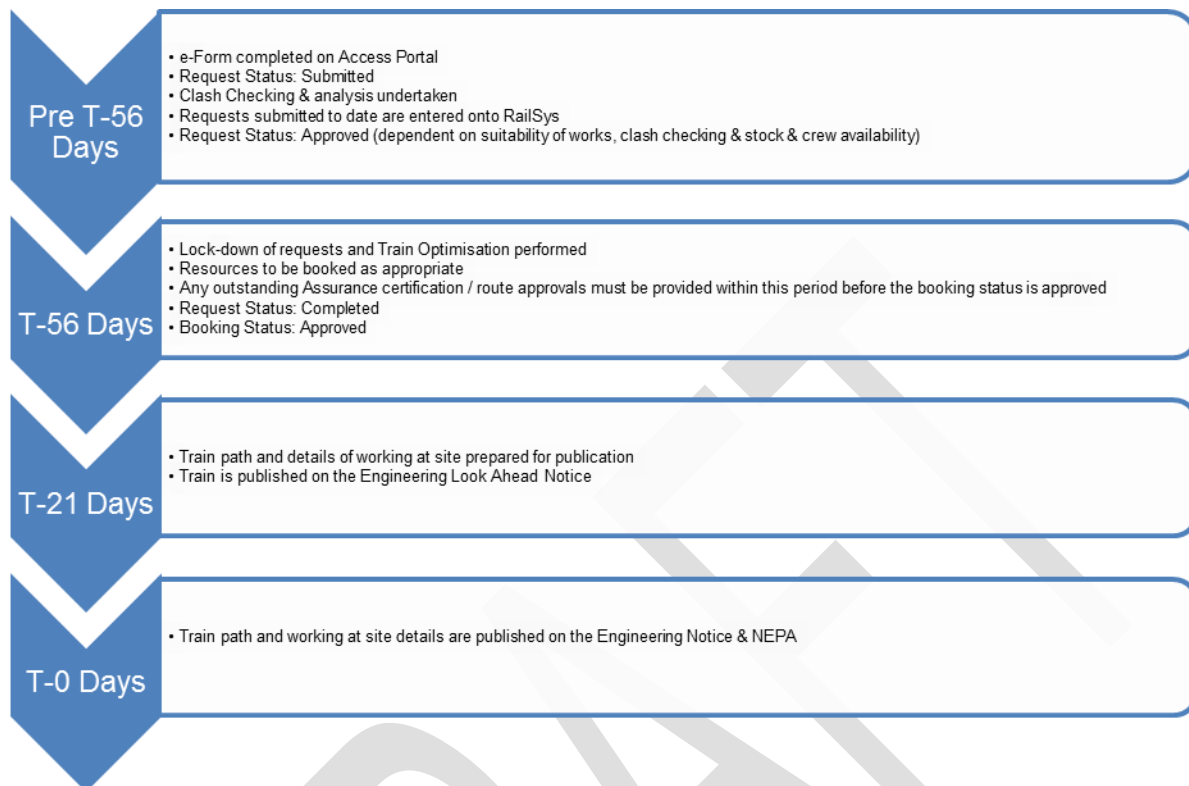 Pre T-56
Days
• e-Form completed on Access Portal
• Request Status: Submitted
• Clash Checking & analysis undertaken
• Requests submitted to date are entered onto RailSys
• Request Status: Approved (dependent on suitability of works, clash checking & stock & crew availability)
T-56 Days
• Lock-down of requests and Train Optimisation performed
• Resources to be booked as appropriate
• Any outstanding Assurance certification / route approvals must be provided within this period before the booking status is approved
• Request Status: Completed
• Booking Status: Approved
T-21 Days
• Train path and details of working at site prepared for publication
• Train is published on the Engineering Look Ahead Notice
T-0 Days
• Train path and working at site details are published on the Engineering Notice & NEPA
DRAFT